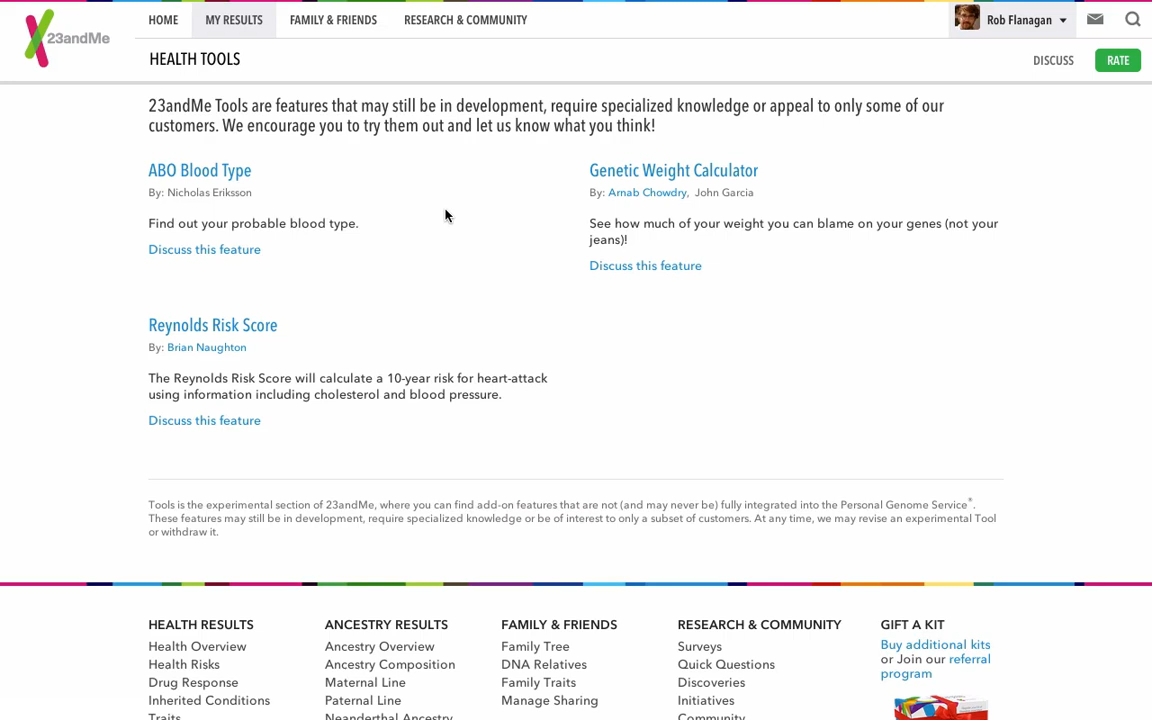 23andMe
HOME
MY RESULTS
FAMILY & FRIENDS
RESEARCH & COMMUNITY
Rob Flanagan
HEALTH TOOLS
DISCUSS
RATE
23andMe Tools are features that may still be in development, require specialized knowledge or appeal to only some of our
customers. We encourage you to try them out and let us know what you think!
ABO Blood Type
By: Nicholas Eriksson
Find out your probable blood type.
Discuss this feature
Genetic Weight Calculator
By: Arnab Chowdry, John Garcia
See how much of your weight you can blame on your genes (not your
jeans)!
Discuss this feature
Reynolds Risk Score
By: Brian Naughton
The Reynolds Risk Score will calculate a 10-year risk for heart-attack
using information including cholesterol and blood pressure.
Discuss this feature
Tools is the experimental section of 23andMe, where you can find add-on features that are not (and may never be) fully integrated into the Personal Genome Service®.
These features may still be in development, require specialized knowledge or be of interest to only a subset of customers. At any time, we may revise an experimental Tool
or withdraw it.
HEALTH RESULTS
Health Overview
Health Risks
Drug Response
Inherited Conditions
Traits
ANCESTRY RESULTS
Ancestry Overview
Ancestry Composition
Maternal Line
Paternal Line
Neanderthal Ancestry
FAMILY & FRIENDS
Family Tree
DNA Relatives
Family Traits
Manage Sharing
RESEARCH & COMMUNITY
Surveys
Quick Questions
Discoveries
Initiatives
Community
GIFT A KIT
Buy additional kits
or Join our referral
program